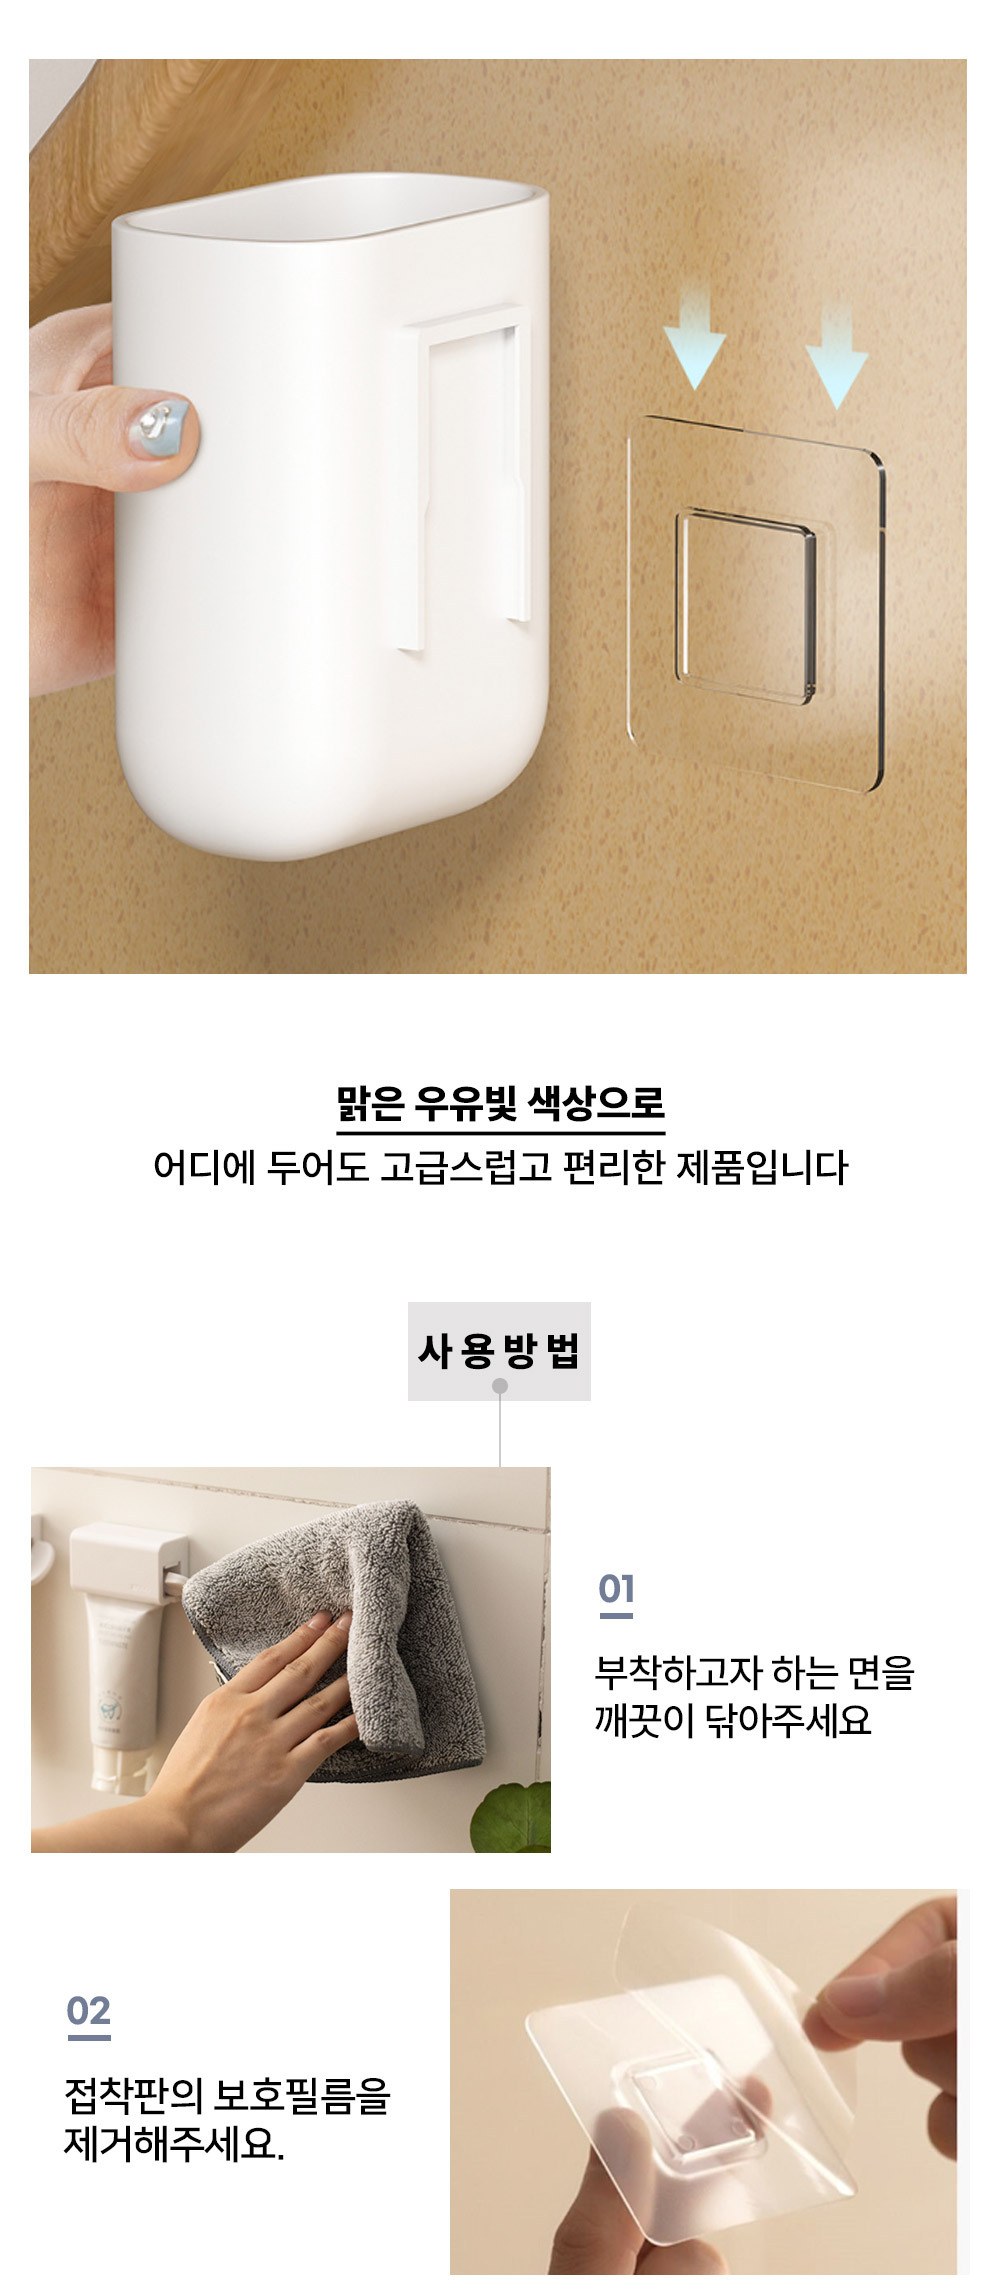 맑은 우유빛 색상으로
어디에 두어도 고급스럽고 편리한 제품입니다
사용방법
01
부착하고자 하는 면을
깨끗이 닦아주세요
02
접착판의 보호필름을
제거해주세요.